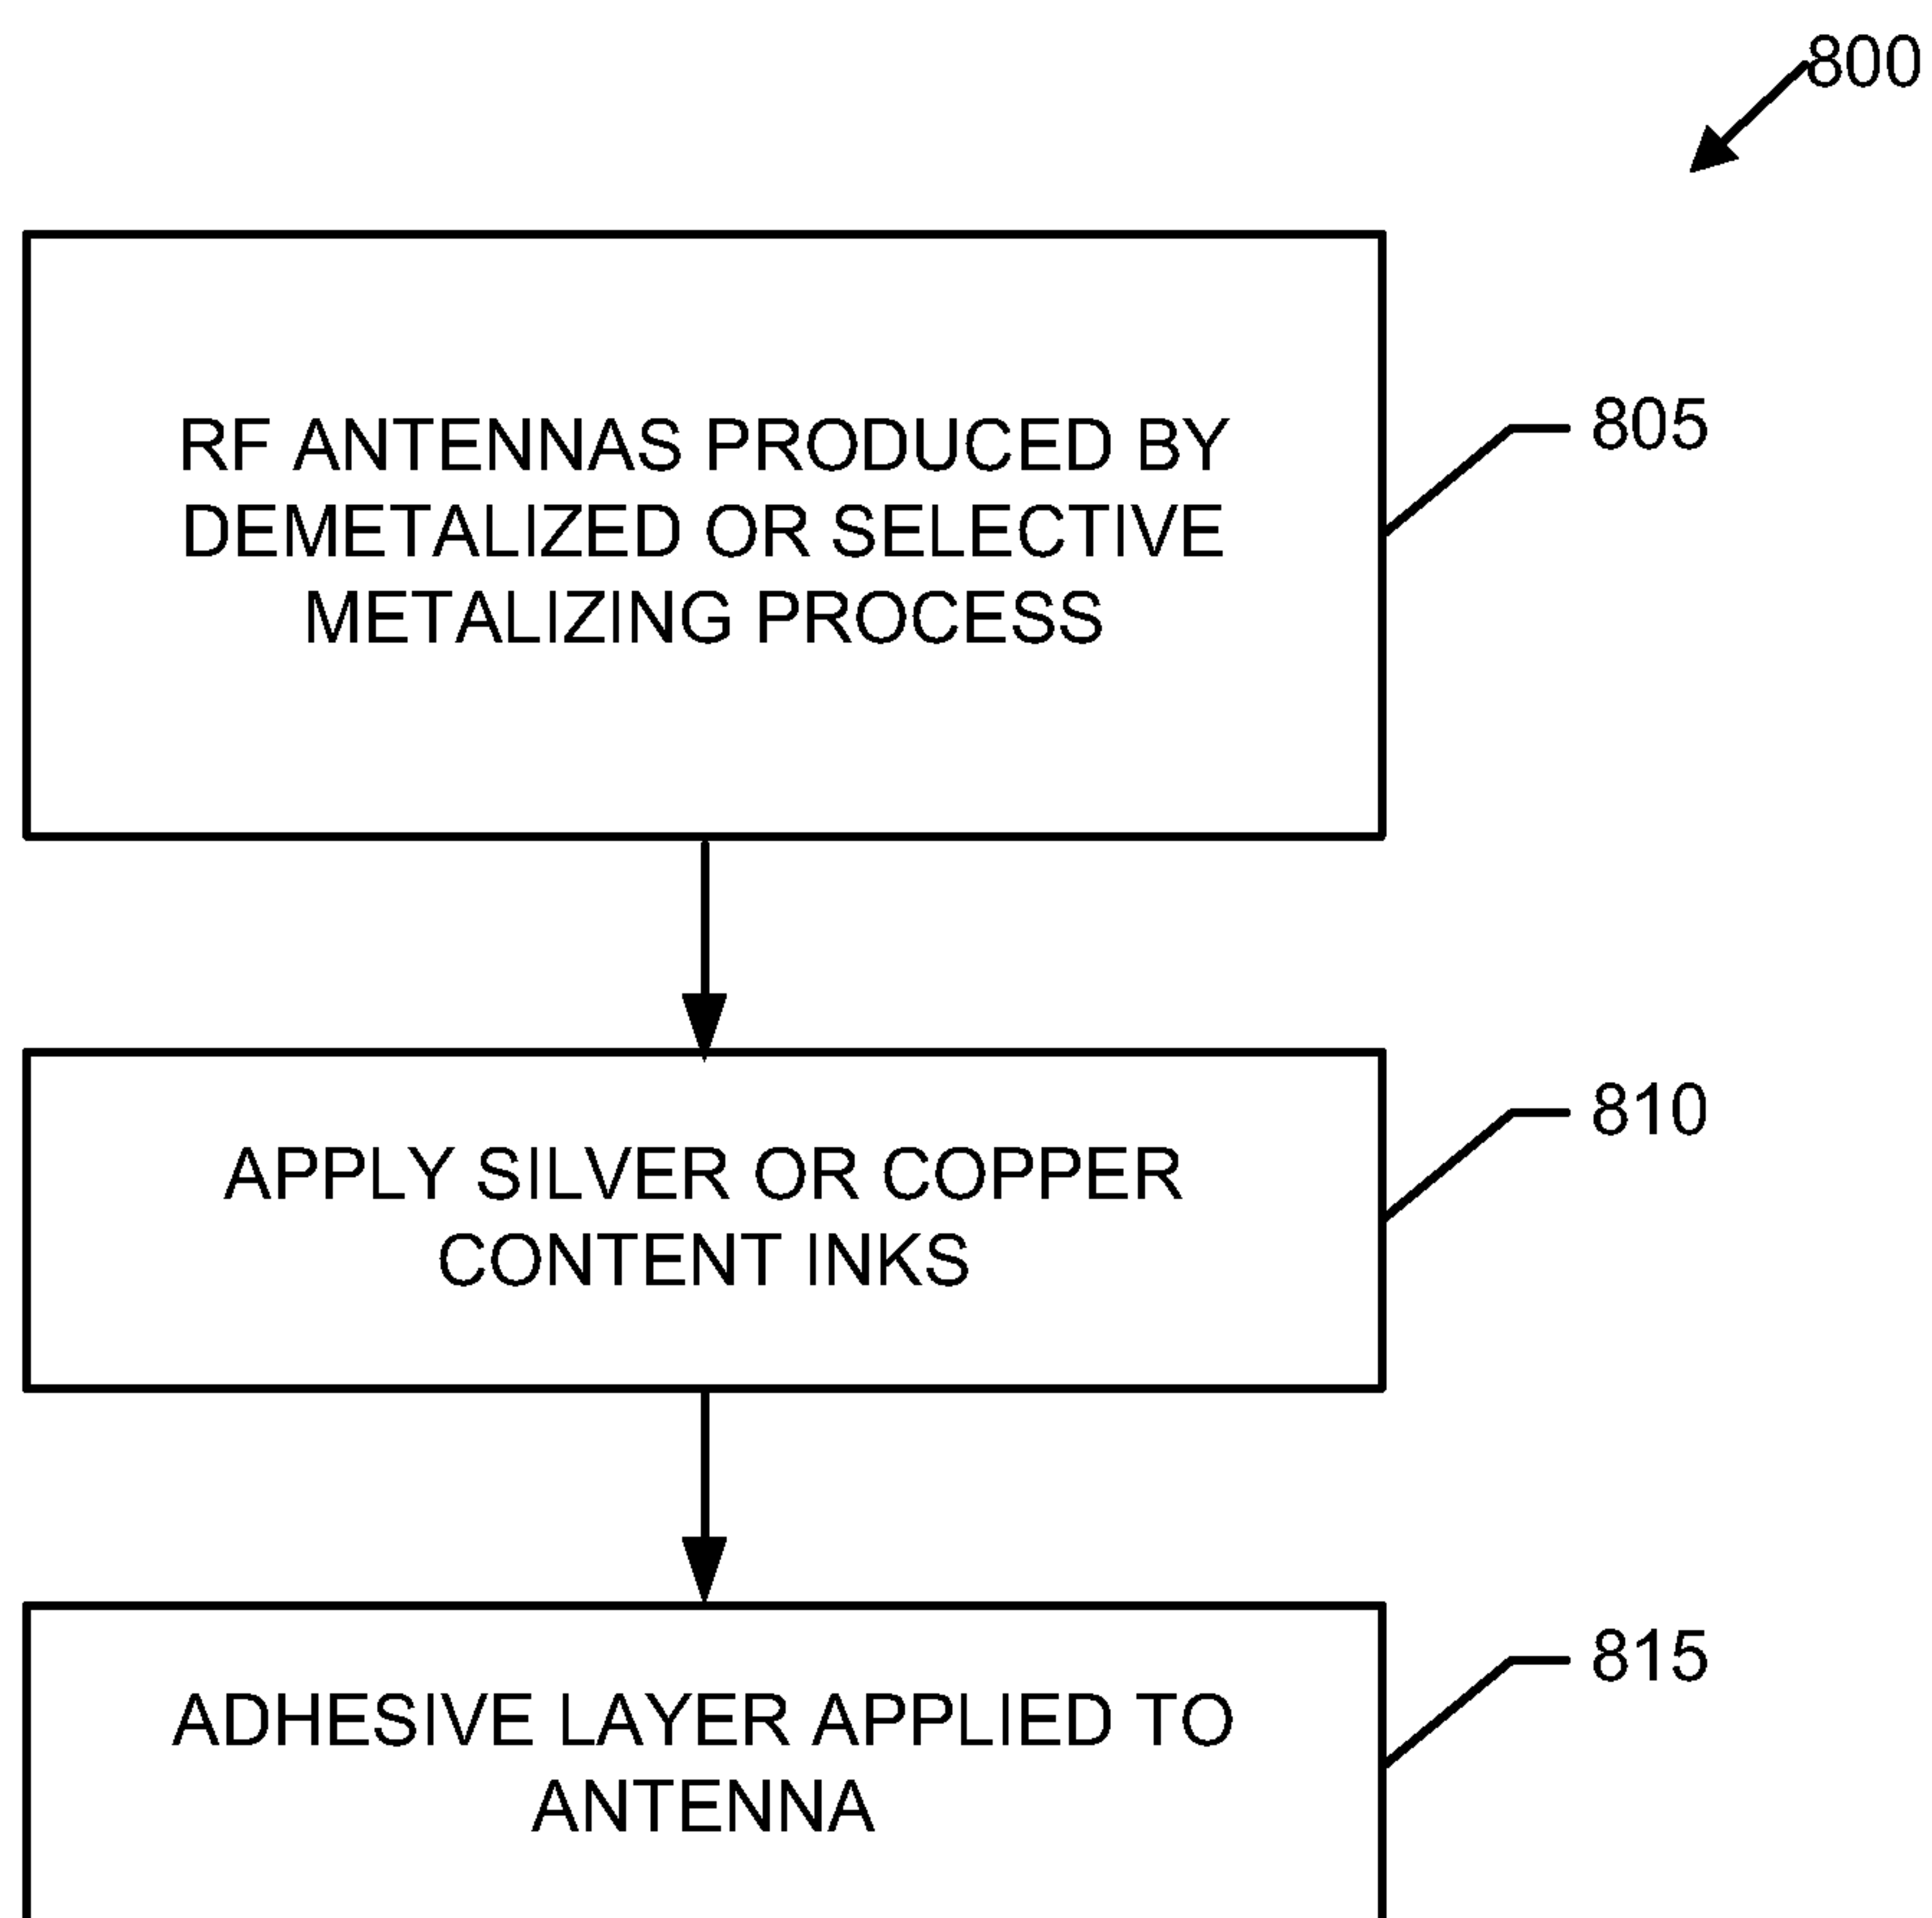 800
RF ANTENNAS PRODUCED BY
DEMETALIZED OR SELECTIVE
METALIZING PROCESS
805
APPLY SILVER OR COPPER
CONTENT INKS
810
ADHESIVE LAYER APPLIED TO
ANTENNA
815